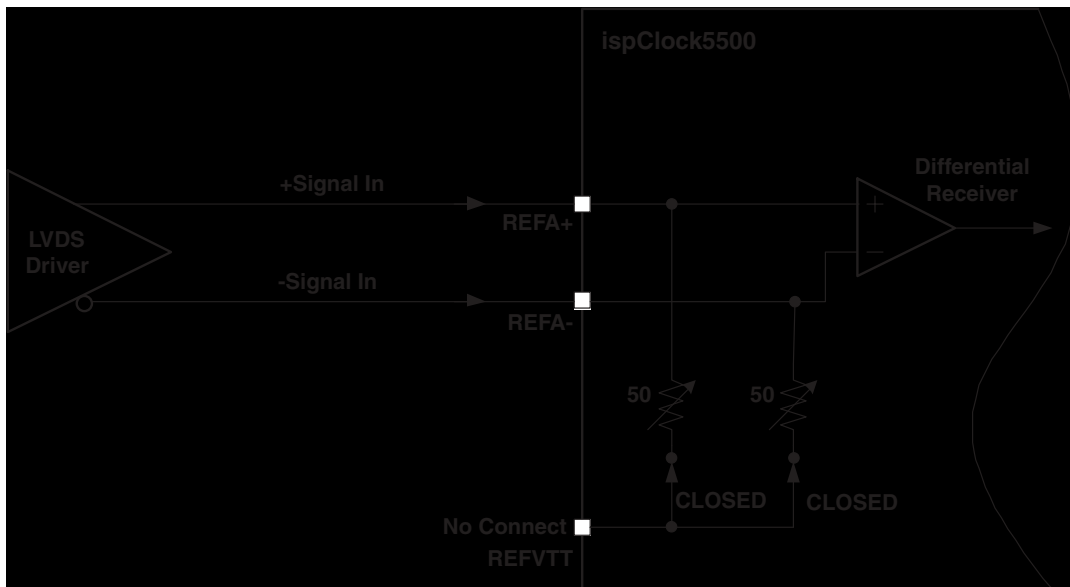 ispClock5500
Differential
Receiver
+Signal In
REFA+
+
LVDS
Driver
-Signal In
REFA-
−
50
50
CLOSED
CLOSED
No Connect
REFVTT